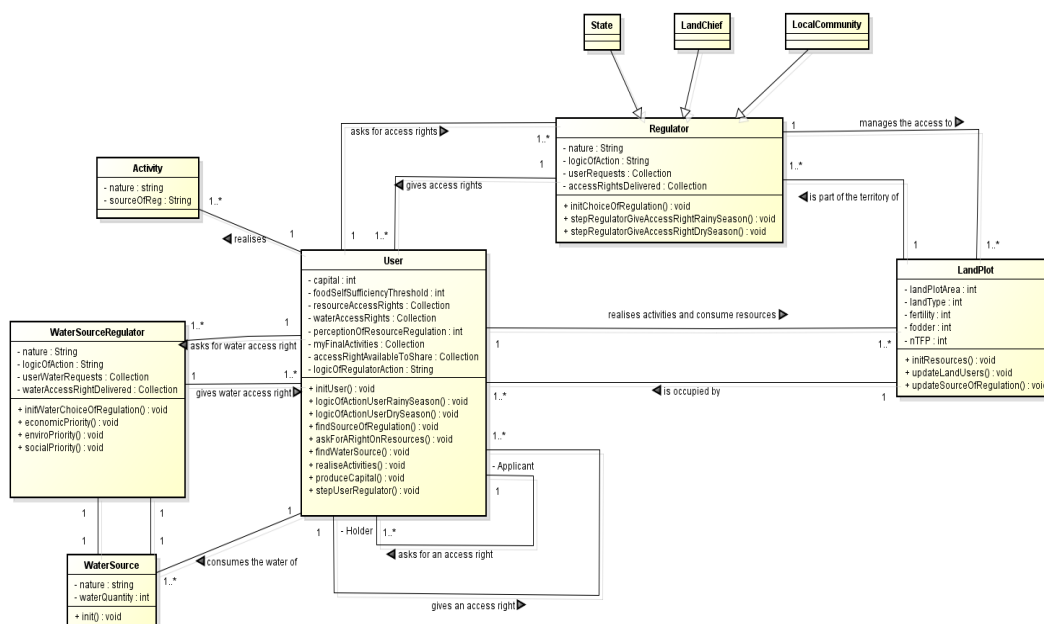 State
LandChief
LocalCommunity
Regulator
- nature : String
- logicOfAction : String
- userRequests : Collection
- accessRightsDelivered : Collection
+ initChoiceOfRegulation() : void
+ stepRegulatorGiveAccessRightRainySeason() : void
+ stepRegulatorGiveAccessRightDrySeason() : void
asks for access rights
1..*
1
gives access rights
1
1..*
1
manages the access to
1..*
is part of the territory of
1
1..*
Activity
- nature : string
- sourceOfReg : String
1..*
1
realises
User
- capital : int
- foodSelfSufficiencyThreshold : int
- resourceAccessRights : Collection
- waterAccessRights : Collection
- perceptionOfResourceRegulation : int
- myFinalActivities : Collection
- accessRightAvailableToShare : Collection
- logicOfRegulatorAction : String
+ initUser() : void
+ logicOfActionUserRainySeason() : void
+ logicOfActionUserDrySeason() : void
+ findSourceOfRegulation() : void
+ askForARightOnResources() : void
+ findWaterSource() : void
+ realiseActivities() : void
+ produceCapital() : void
+ stepUserRegulator() : void
LandPlot
- landPlotArea : int
- landType : int
- fertility : int
- fodder : int
- nTFP : int
+ initResources() : void
+ updateLandUsers() : void
+ updateSourceOfRegulation() : void
realises activities and consume resources
1
1..*
is occupied by
1..*
1
WaterSourceRegulator
- nature : String
- logicOfAction : String
- userWaterRequests : Collection
- waterAccessRightDelivered : Collection
+ initWaterChoiceOfRegulation() : void
+ economicPriority() : void
+ enviroPriority() : void
+ socialPriority() : void
1..*
1
asks for water access right
1
1..*
gives water access right
1..*
- Applicant
1
- Holder
1..*
asks for an access right
1
gives an access right
1
consumes the water of
1..*
1
1
1
1
WaterSource
- nature : string
- waterQuantity : int
+ init() : void